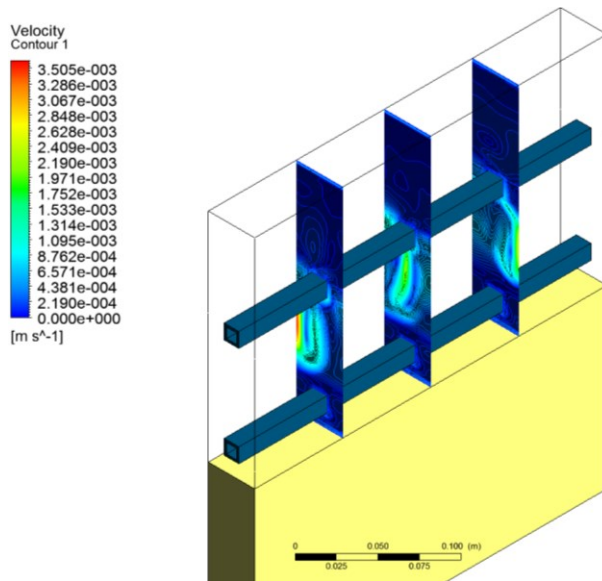 Velocity
Contour 1
3.505e-003
3.286e-003
3.067e-003
2.848e-003
2.628e-003
2.409e-003
2.190e-003
1.971e-003
1.752e-003
1.533e-003
1.314e-003
1.095e-003
8.762e-004
6.571e-004
4.381e-004
2.190e-004
0.000e+000
[m s^-1]
0 0.050 0.100 (m)
0.025 0.075